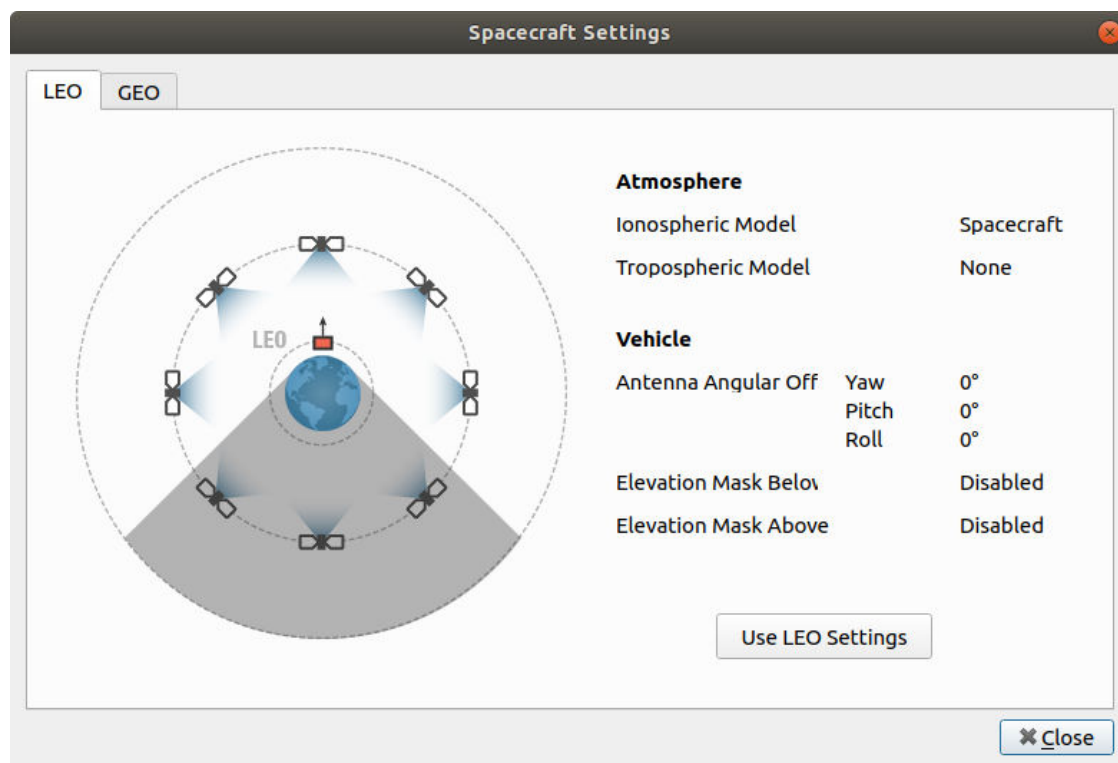 Spacecraft Settings
LEO GEO
LEO
Atmosphere
Ionospheric Model Spacecraft
Tropospheric Model None
Vehicle
Antenna Angular Off Yaw 0°
Pitch 0°
Roll 0°
Elevation Mask Belov Disabled
Elevation Mask Above Disabled
Use LEO Settings
Close